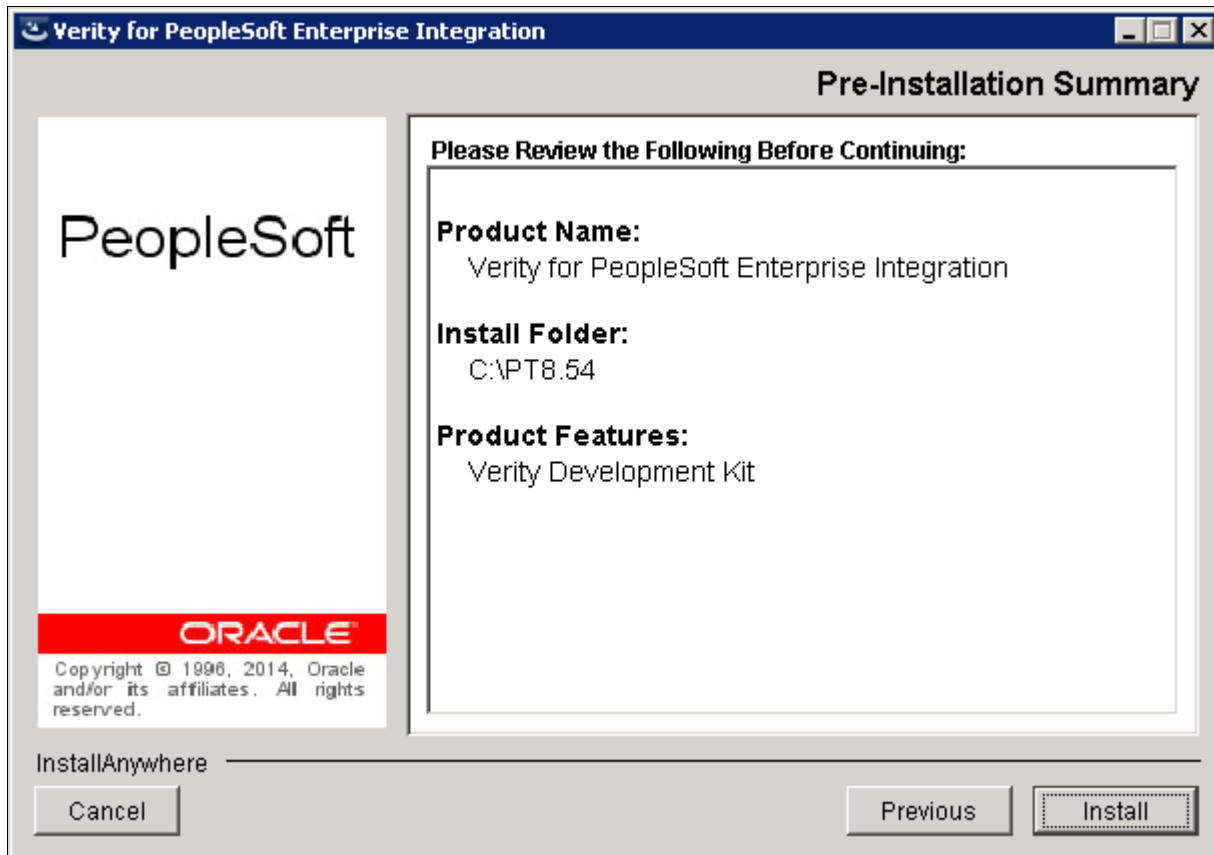 Verity for PeopleSoft Enterprise Integration
Pre-Installation Summary
PeopleSoft
ORACLE
Copyright © 1996, 2014, Oracle
and/or its affiliates. All rights
reserved.
Please Review the Following Before Continuing:
Product Name:
Verity for PeopleSoft Enterprise Integration
Install Folder:
C:\PT8.54
Product Features:
Verity Development Kit
InstallAnywhere
Cancel
Previous
Install